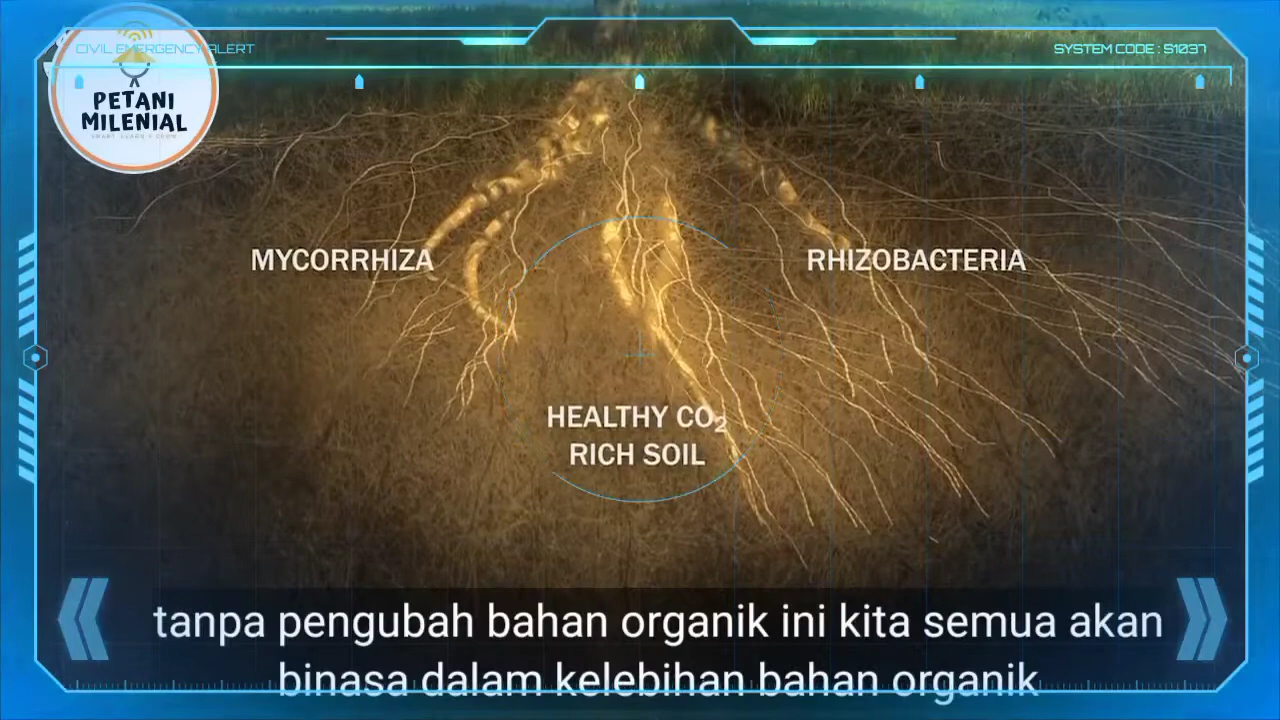 CIVIL EMERGENCY ALERT
SYSTEM CODE : 51037
PETANI
MILENIAL
MYCORRHIZA
RHIZOBACTERIA
HEALTHY CO₂
RICH SOIL
tanpa pengubah bahan organik ini kita semua akan
binasa dalam kelebihan bahan organik